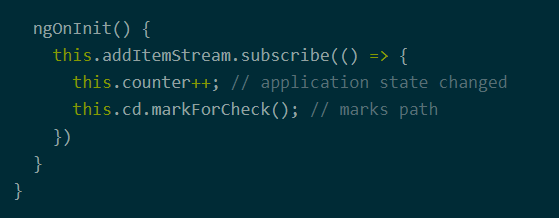 ngOnInit() {
this.addItemStream.subscribe(() => {
this.counter++; // application state changed
this.cd.markForCheck(); // marks path
})
}
}